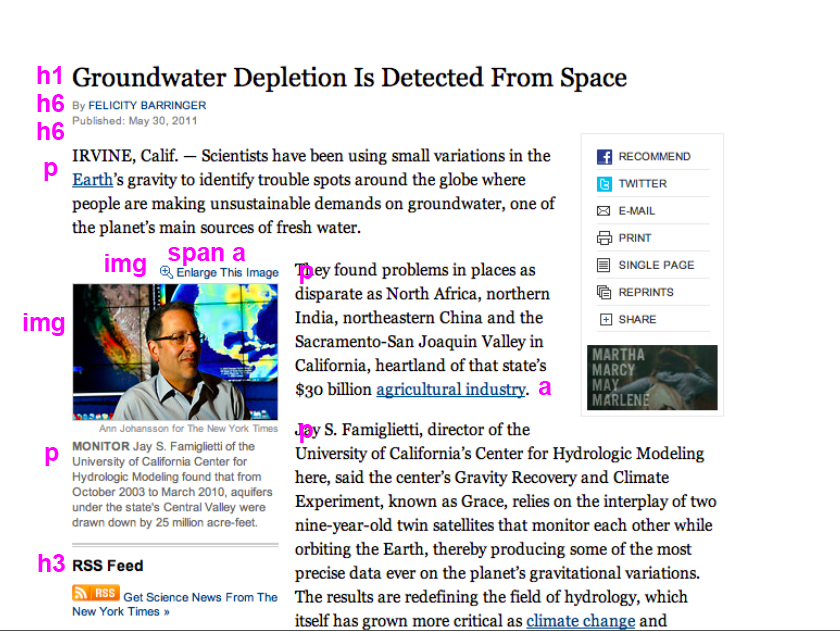 h1 Groundwater Depletion Is Detected From Space
h6 By FELICITY BARRINGER
h6 Published: May 30, 2011
p IRVINE, Calif. — Scientists have been using small variations in the
Earth's gravity to identify trouble spots around the globe where
people are making unsustainable demands on groundwater, one of
the planet's main sources of fresh water.
RECOMMEND
TWITTER
E-MAIL
PRINT
SINGLE PAGE
REPRINTS
SHARE
MARTHA
MARCY
MAY
MARLENE
span a
img Enlarge This Image
img
Ann Johansson for The New York Times
p MONITOR Jay S. Famiglietti of the
University of California Center for
Hydrologic Modeling found that from
October 2003 to March 2010, aquifers
under the state's Central Valley were
drawn down by 25 million acre-feet.
h3 RSS Feed
RSS Get Science News From The
New York Times »
p They found problems in places as
disparate as North Africa, northern
India, northeastern China and the
Sacramento-San Joaquin Valley in
California, heartland of that state's
$30 billion agricultural industry. a
p Jay S. Famiglietti, director of the
University of California's Center for Hydrologic Modeling
here, said the center's Gravity Recovery and Climate
Experiment, known as Grace, relies on the interplay of two
nine-year-old twin satellites that monitor each other while
orbiting the Earth, thereby producing some of the most
precise data ever on the planet's gravitational variations.
The results are redefining the field of hydrology, which
itself has grown more critical as climate change and